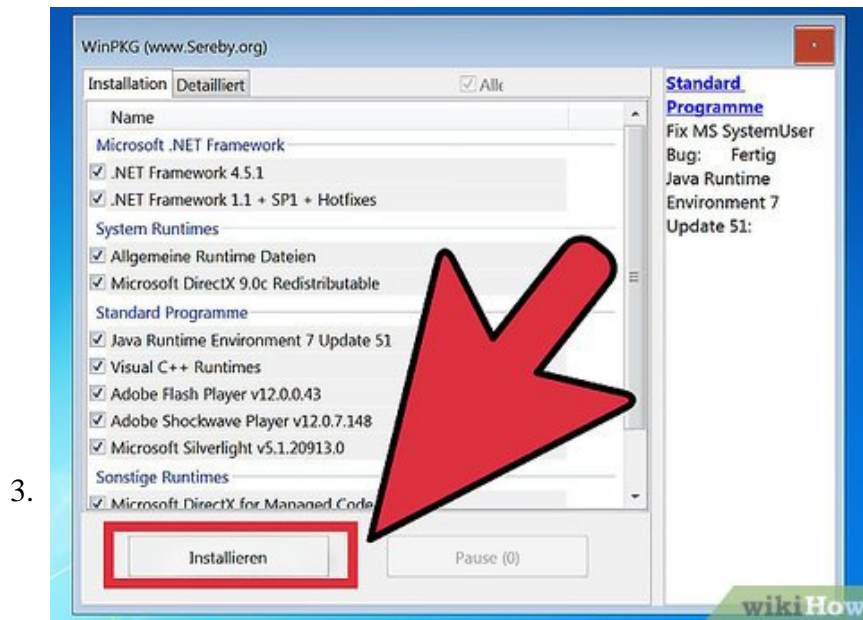 WinPKG (www.Sereby.org)
Installation Detailliert Alle
Name
Microsoft .NET Framework
.NET Framework 4.5.1
.NET Framework 1.1 + SP1 + Hotfixes
System Runtimes
Allgemeine Runtime Dateien
Microsoft DirectX 9.0c Redistributable
Standard Programme
Java Runtime Environment 7 Update 51
Visual C++ Runtimes
Adobe Flash Player v12.0.0.43
Adobe Shockwave Player v12.0.7.148
Microsoft Silverlight v5.1.20913.0
Sonstige Runtimes
Microsoft DirectX for Managed Code
Installieren
Pause (0)
Standard
Programme
Fix MS SystemUser
Bug: Fertig
Java Runtime
Environment 7
Update 51:
3.
wikiHow